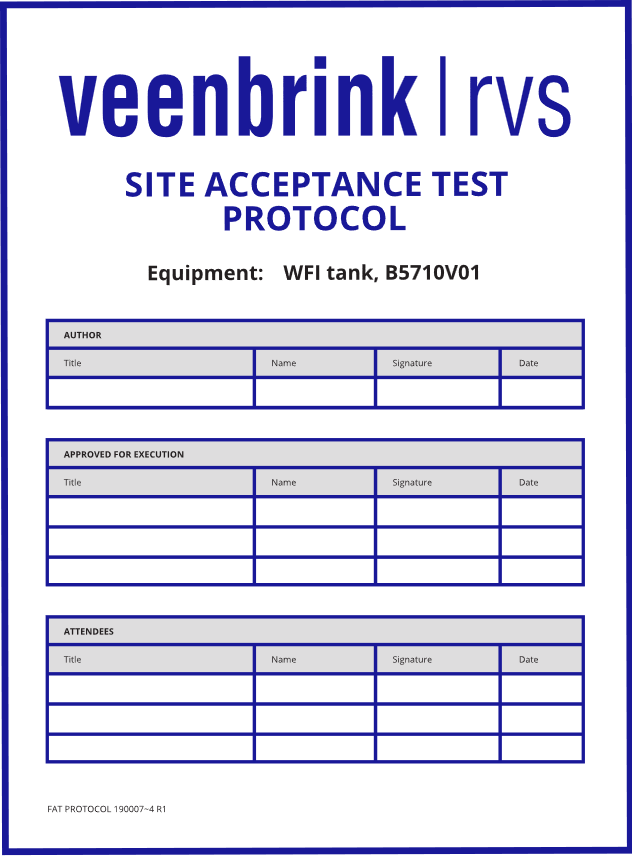 veenbrink | rvs
SITE ACCEPTANCE TEST
PROTOCOL
Equipment: WFI tank, B5710V01
AUTHOR
Title Name Signature Date
APPROVED FOR EXECUTION
Title Name Signature Date
ATTENDEES
Title Name Signature Date
FAT PROTOCOL 190007~4 R1